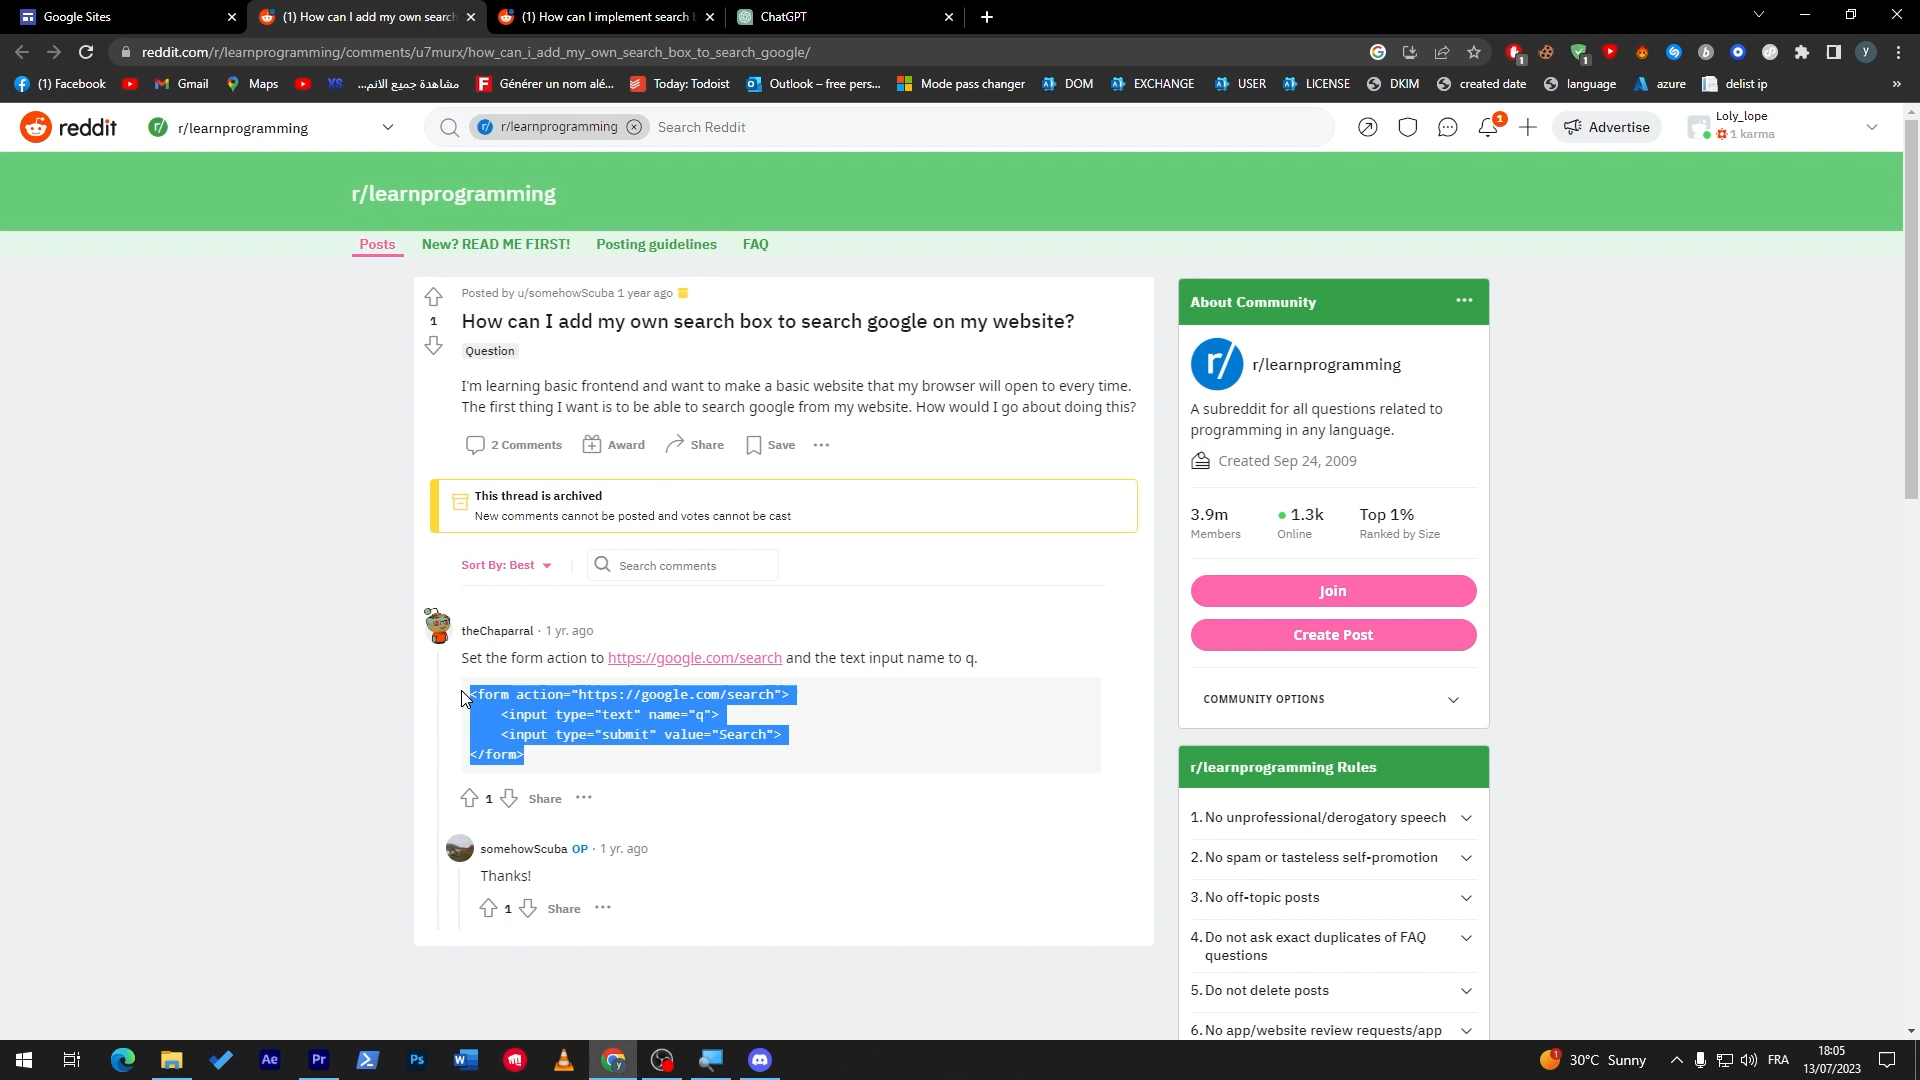 Google Sites
(1) How can I add my own search
(1) How can I implement search b
ChatGPT
reddit.com/r/learnprogramming/comments/u7murx/how_can_i_add_my_own_search_box_to_search_google/
1
1
y
(1) Facebook
Gmail
Maps
XS
مشاهدة جميع الانم...
Générer un nom alé...
Today: Todoist
Outlook – free pers...
Mode pass changer
DOM
EXCHANGE
USER
LICENSE
DKIM
created date
language
azure
delist ip
»
reddit
r/learnprogramming
r/learnprogramming
Search Reddit
1
Advertise
Loly_lope
1 karma
r/learnprogramming
Posts
New? READ ME FIRST!
Posting guidelines
FAQ
Posted by u/somehowScuba 1 year ago
1
How can I add my own search box to search google on my website?
Question
I'm learning basic frontend and want to make a basic website that my browser will open to every time.
The first thing I want is to be able to search google from my website. How would I go about doing this?
2 Comments
Award
Share
Save
This thread is archived
New comments cannot be posted and votes cannot be cast
Sort By: Best
Search comments
theChaparral · 1 yr. ago
Set the form action to https://google.com/search and the text input name to q.
<form action="https://google.com/search">
<input type="text" name="q">
<input type="submit" value="Search">
</form>
1
Share
somehowScuba OP · 1 yr. ago
Thanks!
1
Share
About Community
r/
r/learnprogramming
A subreddit for all questions related to
programming in any language.
Created Sep 24, 2009
3.9m
1.3k
Top 1%
Members
Online
Ranked by Size
Join
Create Post
COMMUNITY OPTIONS
r/learnprogramming Rules
1. No unprofessional/derogatory speech
2. No spam or tasteless self-promotion
3. No off-topic posts
4. Do not ask exact duplicates of FAQ
questions
5. Do not delete posts
6. No app/website review requests/app
Ae
Pr
Ps
W
1
30°C Sunny
FRA
18:05
13/07/2023